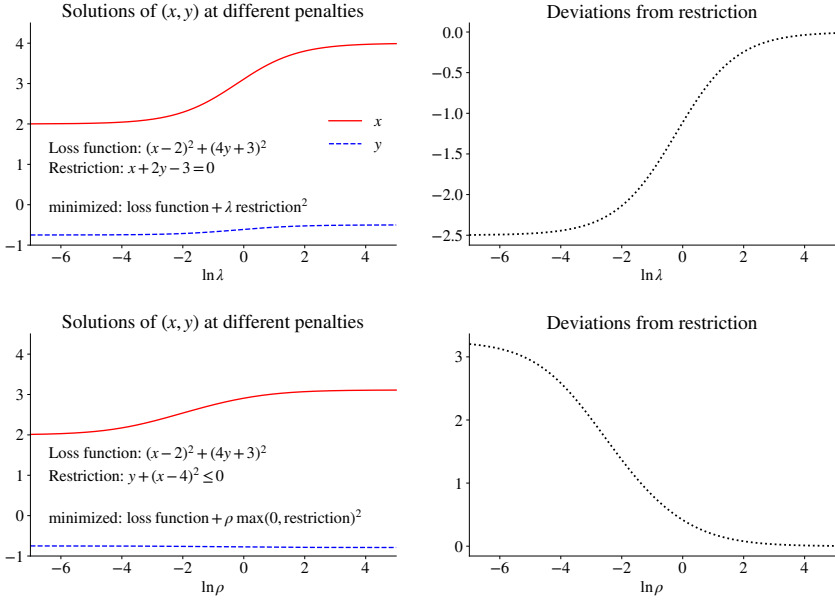 Solutions of (x, y) at different penalties
4
3
2
1
0
−1
−6 −4 −2 0 2 4
ln λ
x
y
Loss function: (x−2)² + (4y+3)²
Restriction: x+2y−3=0
minimized: loss function + λ restriction²
Deviations from restriction
0.0
−0.5
−1.0
−1.5
−2.0
−2.5
−6 −4 −2 0 2 4
ln λ
Solutions of (x, y) at different penalties
4
3
2
1
0
−1
−6 −4 −2 0 2 4
ln ρ
Loss function: (x−2)² + (4y+3)²
Restriction: y+(x−4)² ≤0
minimized: loss function + ρ max(0, restriction)²
Deviations from restriction
3
2
1
0
−6 −4 −2 0 2 4
ln ρ